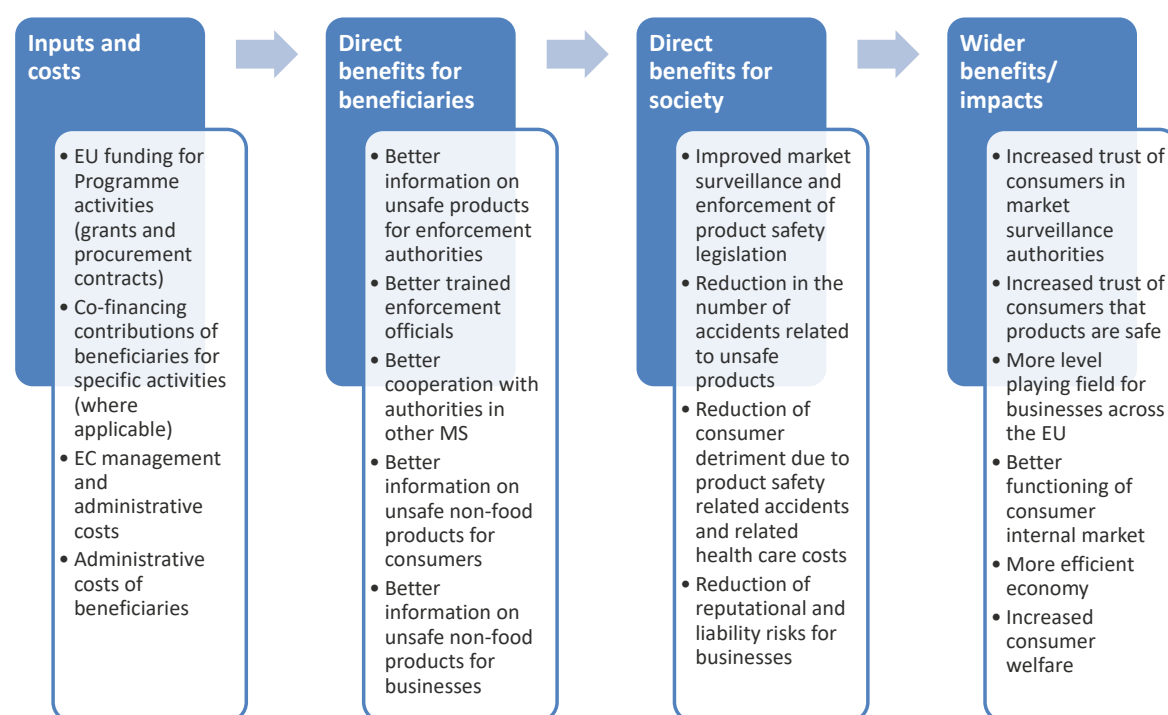 Inputs and
costs
• EU funding for
Programme
activities
(grants and
procurement
contracts)
• Co-financing
contributions of
beneficiaries for
specific activities
(where
applicable)
• EC management
and
administrative
costs
• Administrative
costs of
beneficiaries
Direct
benefits for
beneficiaries
• Better
information on
unsafe products
for enforcement
authorities
• Better trained
enforcement
officials
• Better
cooperation with
authorities in
other MS
• Better
information on
unsafe non-food
products for
consumers
• Better
information on
unsafe non-food
products for
businesses
Direct
benefits for
society
• Improved market
surveillance and
enforcement of
product safety
legislation
• Reduction in the
number of
accidents related
to unsafe
products
• Reduction of
consumer
detriment due to
product safety
related accidents
and related
health care costs
• Reduction of
reputational and
liability risks for
businesses
Wider
benefits/
impacts
• Increased trust of
consumers in
market
surveillance
authorities
• Increased trust of
consumers that
products are safe
• More level
playing field for
businesses across
the EU
• Better
functioning of
consumer
internal market
• More efficient
economy
• Increased
consumer
welfare